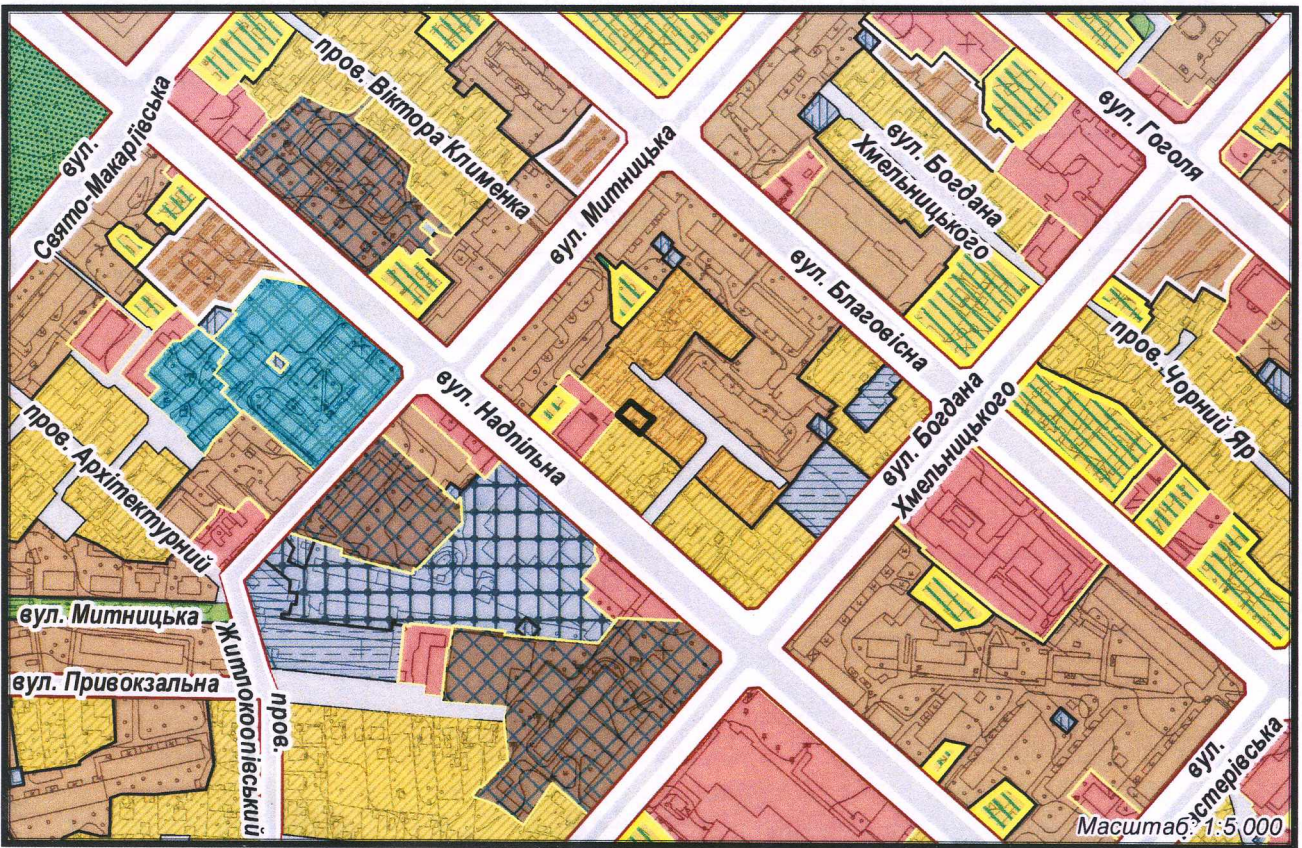 пров. Віктора Клименка
вул.
Свято-Макаріївська
вул. Митницька
вул. Богдана
Хмельницького
вул. Гоголя
вул. Благовісна
пров. Чорний Яр
вул. Надпільна
вул. Богдана
Хмельницького
пров. Архітектурний
вул. Митницька
вул. Привокзальна
пров.
Житлокоопівський
вул.
Масштаб: 1:5 000